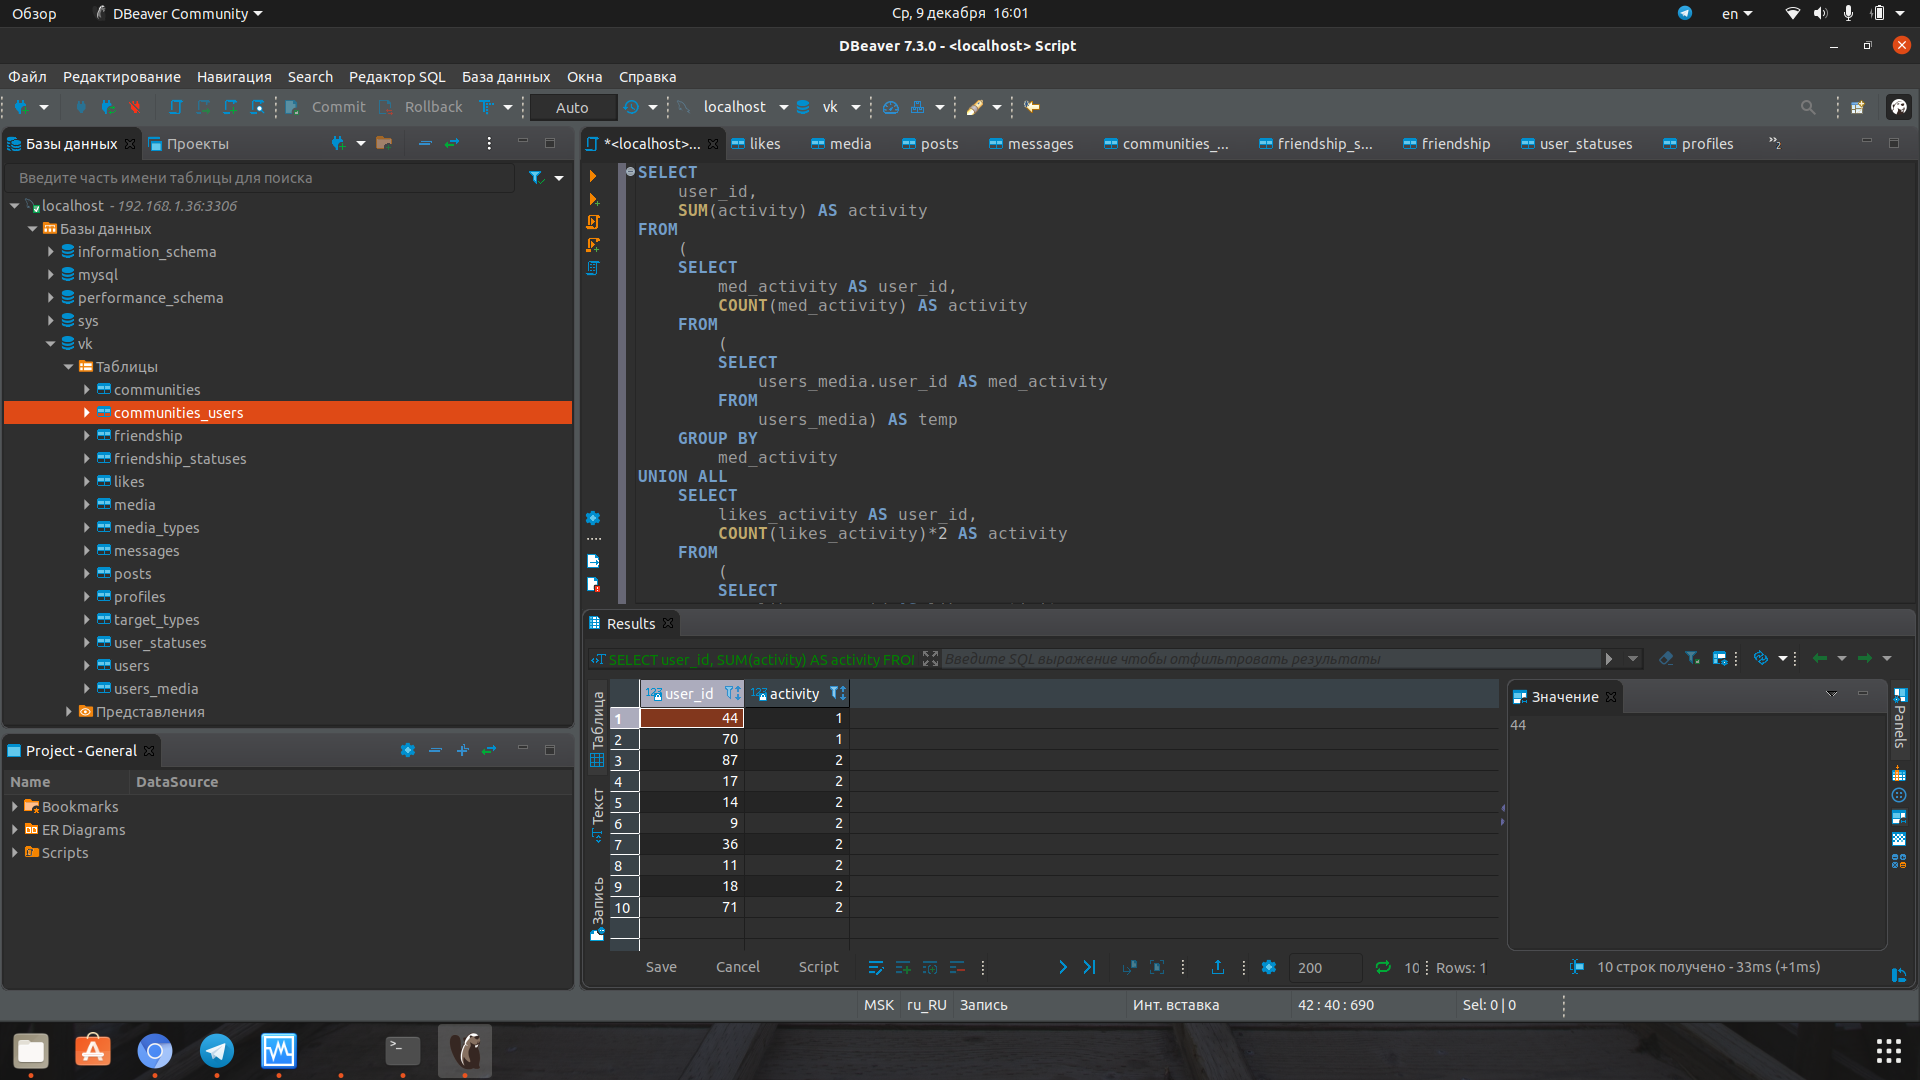 Обзор
DBeaver Community
Ср, 9 декабря 16:01
en
DBeaver 7.3.0 - <localhost> Script
Файл Редактирование Навигация Search Редактор SQL База данных Окна Справка
Commit Rollback Auto localhost vk
Базы данных Проекты
*<localhost>... likes media posts messages communities_... friendship_s... friendship user_statuses profiles »2
Введите часть имени таблицы для поиска
localhost - 192.168.1.36:3306
Базы данных
information_schema
mysql
performance_schema
sys
vk
Таблицы
communities
communities_users
friendship
friendship_statuses
likes
media
media_types
messages
posts
profiles
target_types
user_statuses
users
users_media
Представления
Project - General
Name DataSource
Bookmarks
ER Diagrams
Scripts
SELECT
user_id,
SUM(activity) AS activity
FROM
(
SELECT
med_activity AS user_id,
COUNT(med_activity) AS activity
FROM
(
SELECT
users_media.user_id AS med_activity
FROM
users_media) AS temp
GROUP BY
med_activity
UNION ALL
SELECT
likes_activity AS user_id,
COUNT(likes_activity)*2 AS activity
FROM
(
SELECT
Results
SELECT user_id, SUM(activity) AS activity FROI
Введите SQL выражение чтобы отфильтровать результаты
Таблица
Текст
Запись
123 user_id 123 activity
1 44 1
2 70 1
3 87 2
4 17 2
5 14 2
6 9 2
7 36 2
8 11 2
9 18 2
10 71 2
Значение
44
Panels
Save Cancel Script 200 10 Rows: 1
10 строк получено - 33ms (+1ms)
MSK ru_RU Запись Инт. вставка 42 : 40 : 690 Sel: 0 | 0